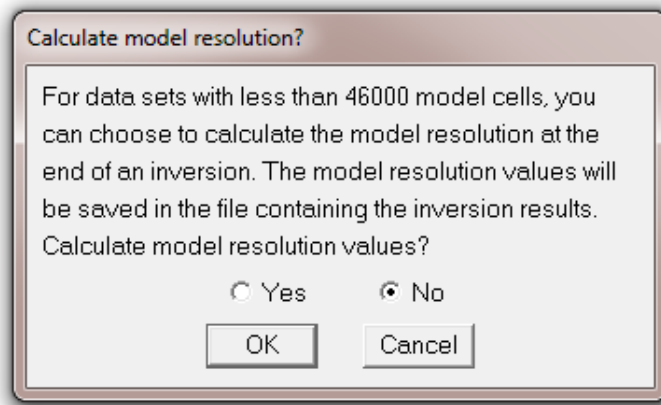 Calculate model resolution?
For data sets with less than 46000 model cells, you
can choose to calculate the model resolution at the
end of an inversion. The model resolution values will
be saved in the file containing the inversion results.
Calculate model resolution values?
Yes No
OK Cancel